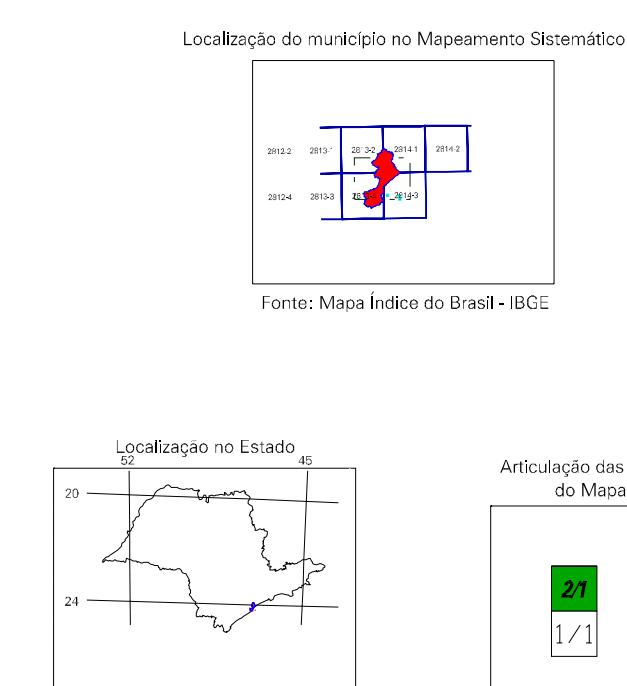 Localização do município no Mapeamento Sistemático
2812-2 2813-1 2813-2 2814-1 2814-2
2812-4 2813-3 2814-3
Fonte: Mapa Índice do Brasil - IBGE
Localização no Estado
52 45
20
24
Articulação das
do Mapa
2/1
1/1